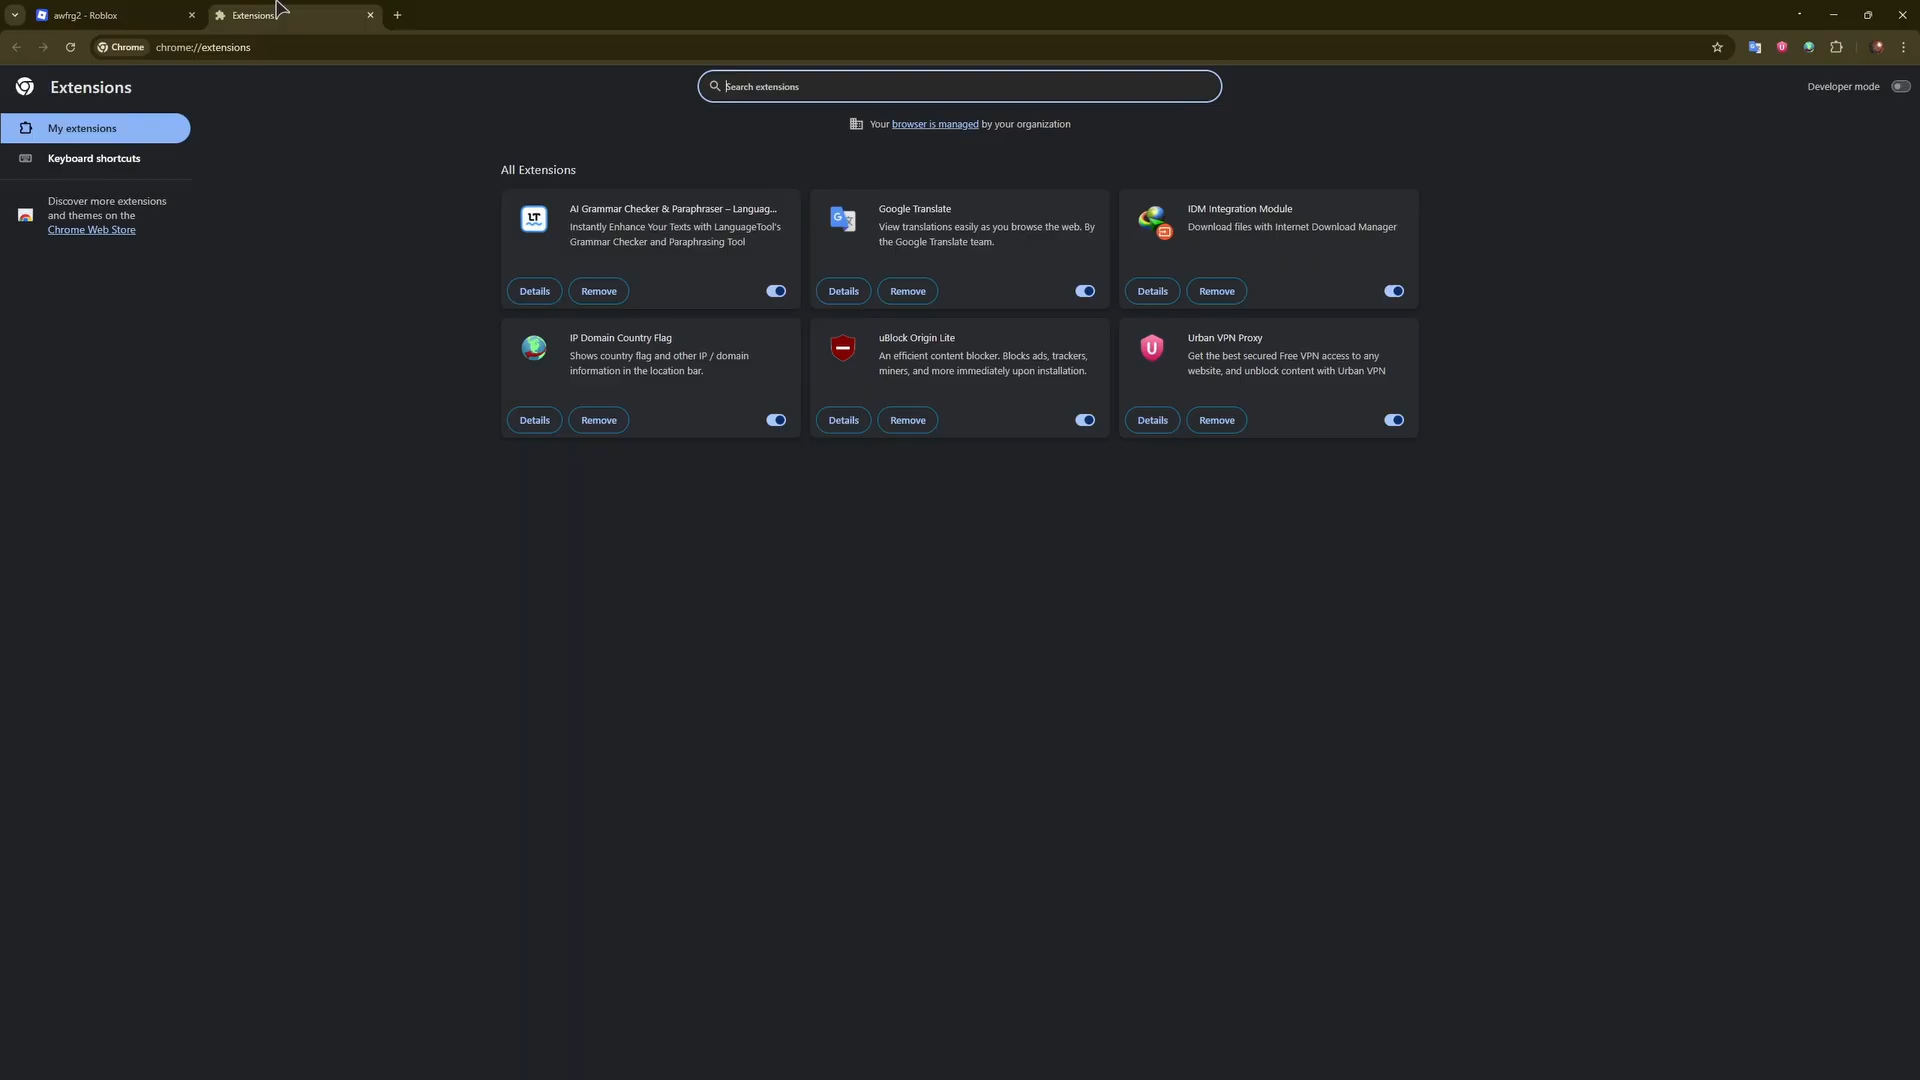 awfrg2 - Roblox
Extensions
Chrome
chrome://extensions
Extensions
Search extensions
Developer mode
My extensions
Keyboard shortcuts
Discover more extensions
and themes on the
Chrome Web Store
Your browser is managed by your organization
All Extensions
AI Grammar Checker & Paraphraser – Languag...
Instantly Enhance Your Texts with LanguageTool's
Grammar Checker and Paraphrasing Tool
Details
Remove
Google Translate
View translations easily as you browse the web. By
the Google Translate team.
Details
Remove
IDM Integration Module
Download files with Internet Download Manager
Details
Remove
IP Domain Country Flag
Shows country flag and other IP / domain
information in the location bar.
Details
Remove
uBlock Origin Lite
An efficient content blocker. Blocks ads, trackers,
miners, and more immediately upon installation.
Details
Remove
Urban VPN Proxy
Get the best secured Free VPN access to any
website, and unblock content with Urban VPN
Details
Remove